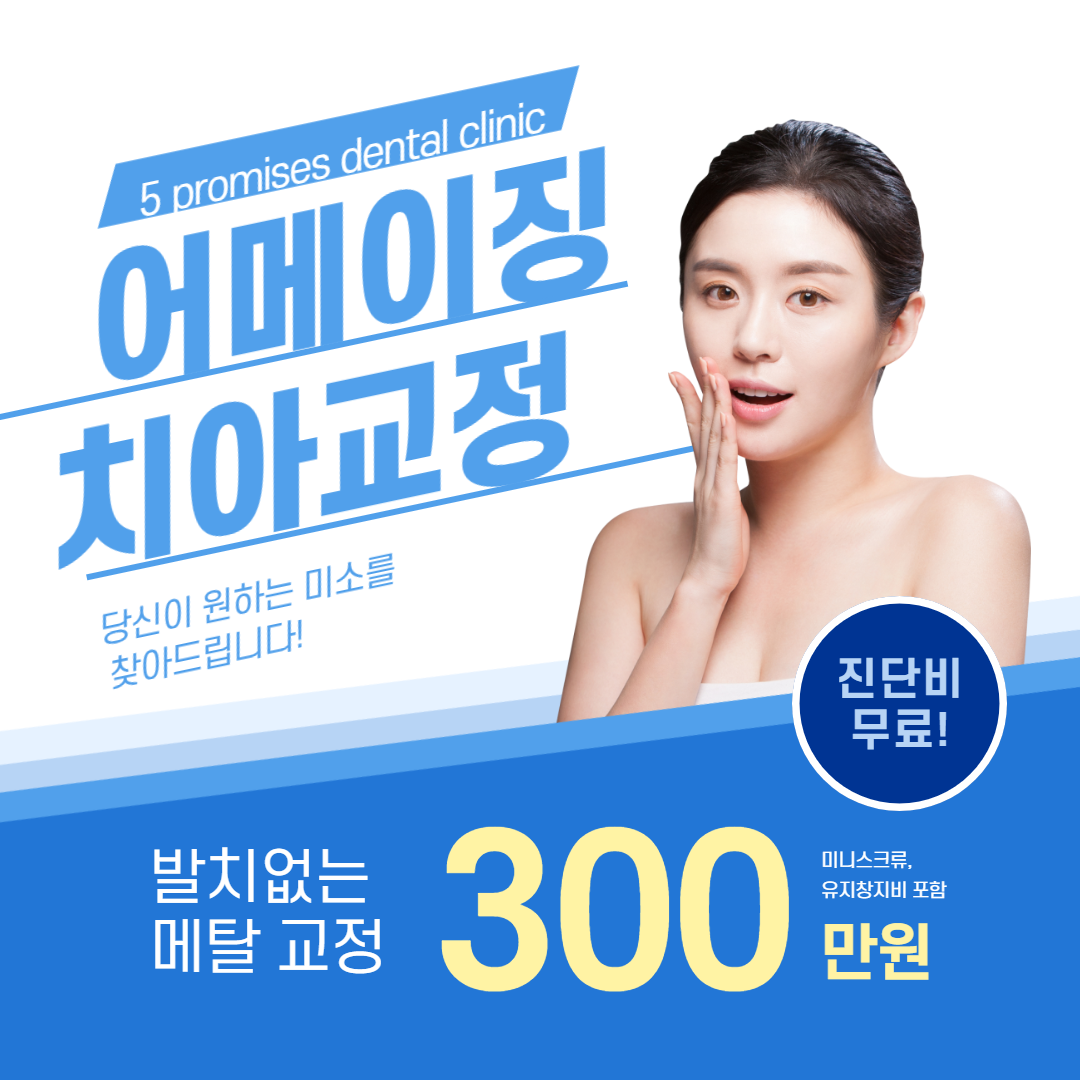 5 promises dental clinic
어메이징
치아교정
당신이 원하는 미소를
찾아드립니다!
진단비
무료!
발치없는
메탈 교정
300
미니스크류,
유지창지비 포함
만원